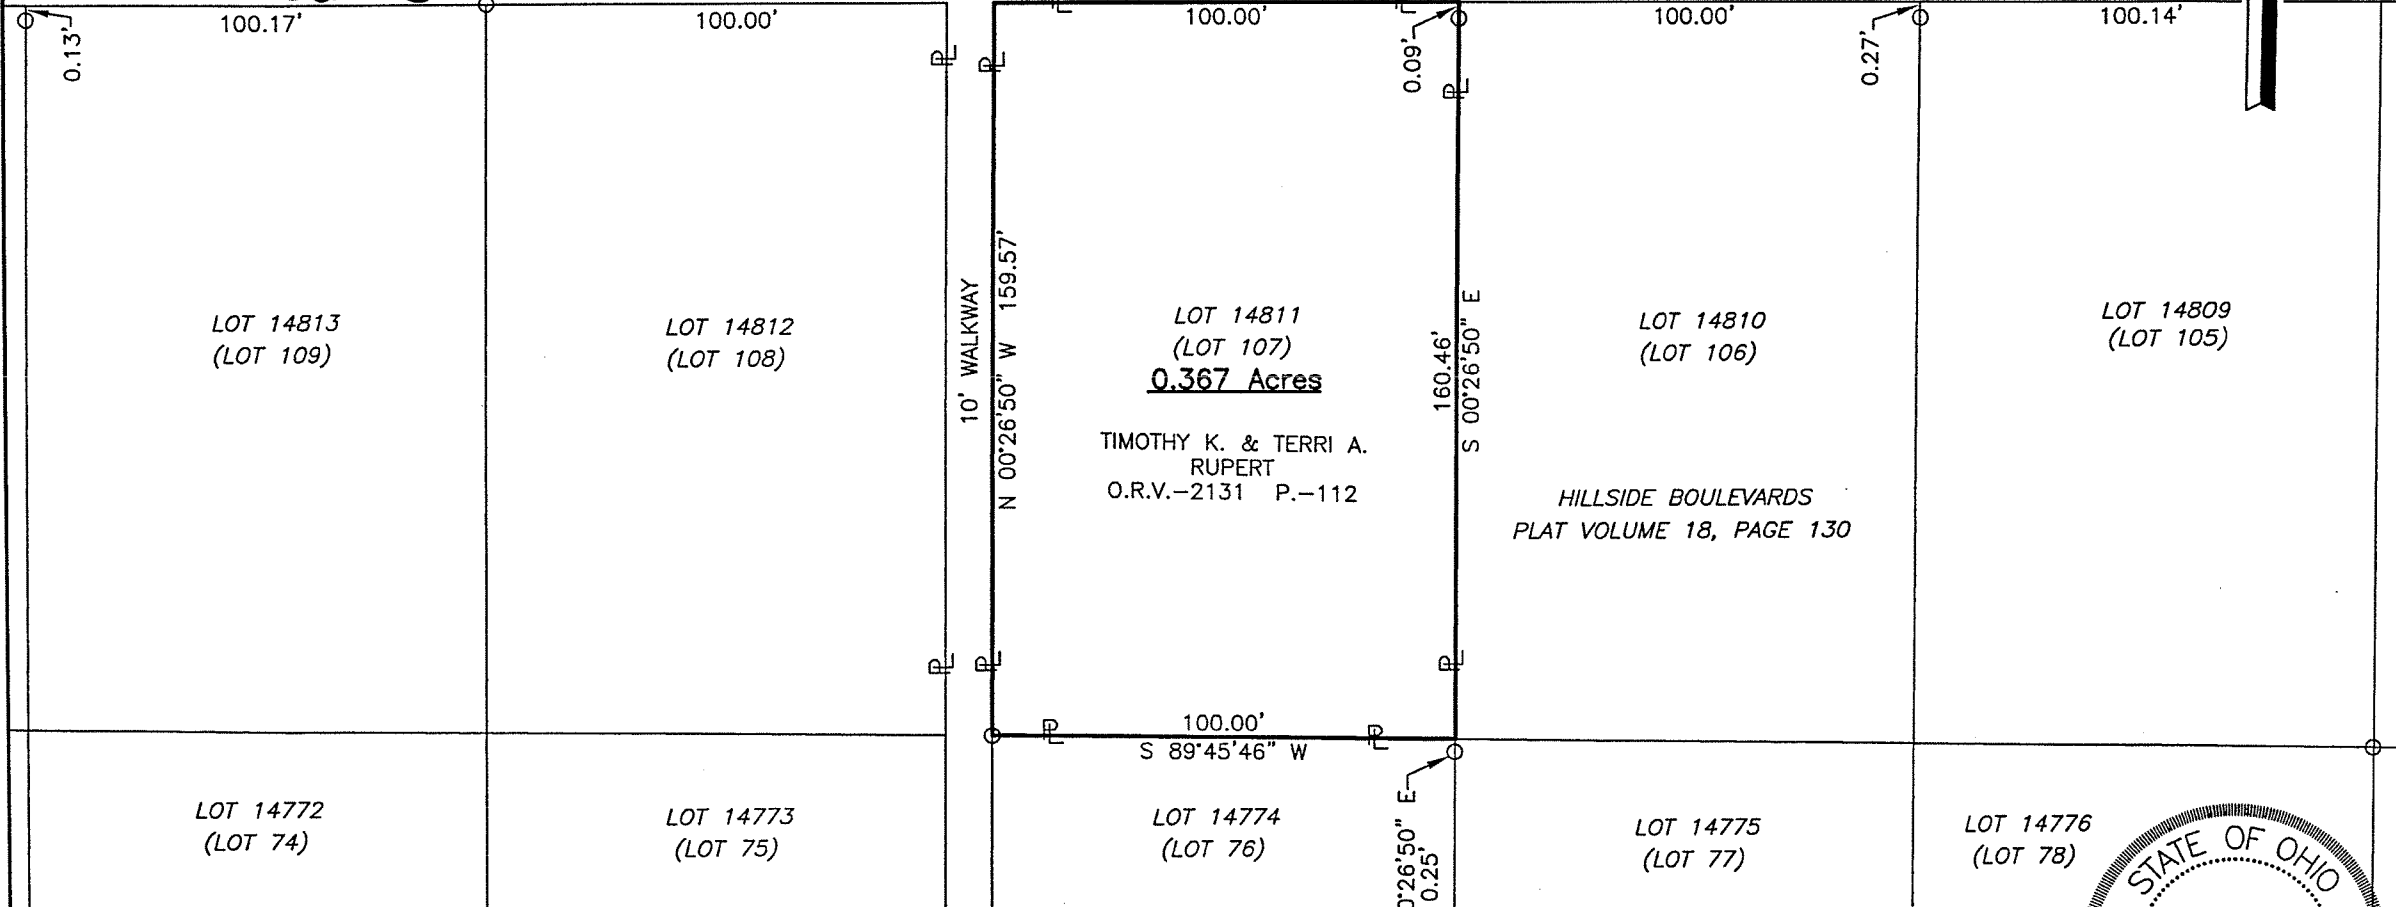 100.17'
100.00'
100.00'
100.00'
100.14'
0.13'
0.09'
0.27'
10' WALKWAY
N 00°26'50" W 159.57'
160.46'
S 00°26'50" E
LOT 14813
(LOT 109)
LOT 14812
(LOT 108)
LOT 14811
(LOT 107)
0.367 Acres
TIMOTHY K. & TERRI A.
RUPERT
O.R.V.-2131 P.-112
LOT 14810
(LOT 106)
LOT 14809
(LOT 105)
HILLSIDE BOULEVARDS
PLAT VOLUME 18, PAGE 130
100.00'
S 89°45'46" W
LOT 14772
(LOT 74)
LOT 14773
(LOT 75)
LOT 14774
(LOT 76)
0°26'50" E
0.25'
LOT 14775
(LOT 77)
LOT 14776
(LOT 78)
STATE OF OHIO